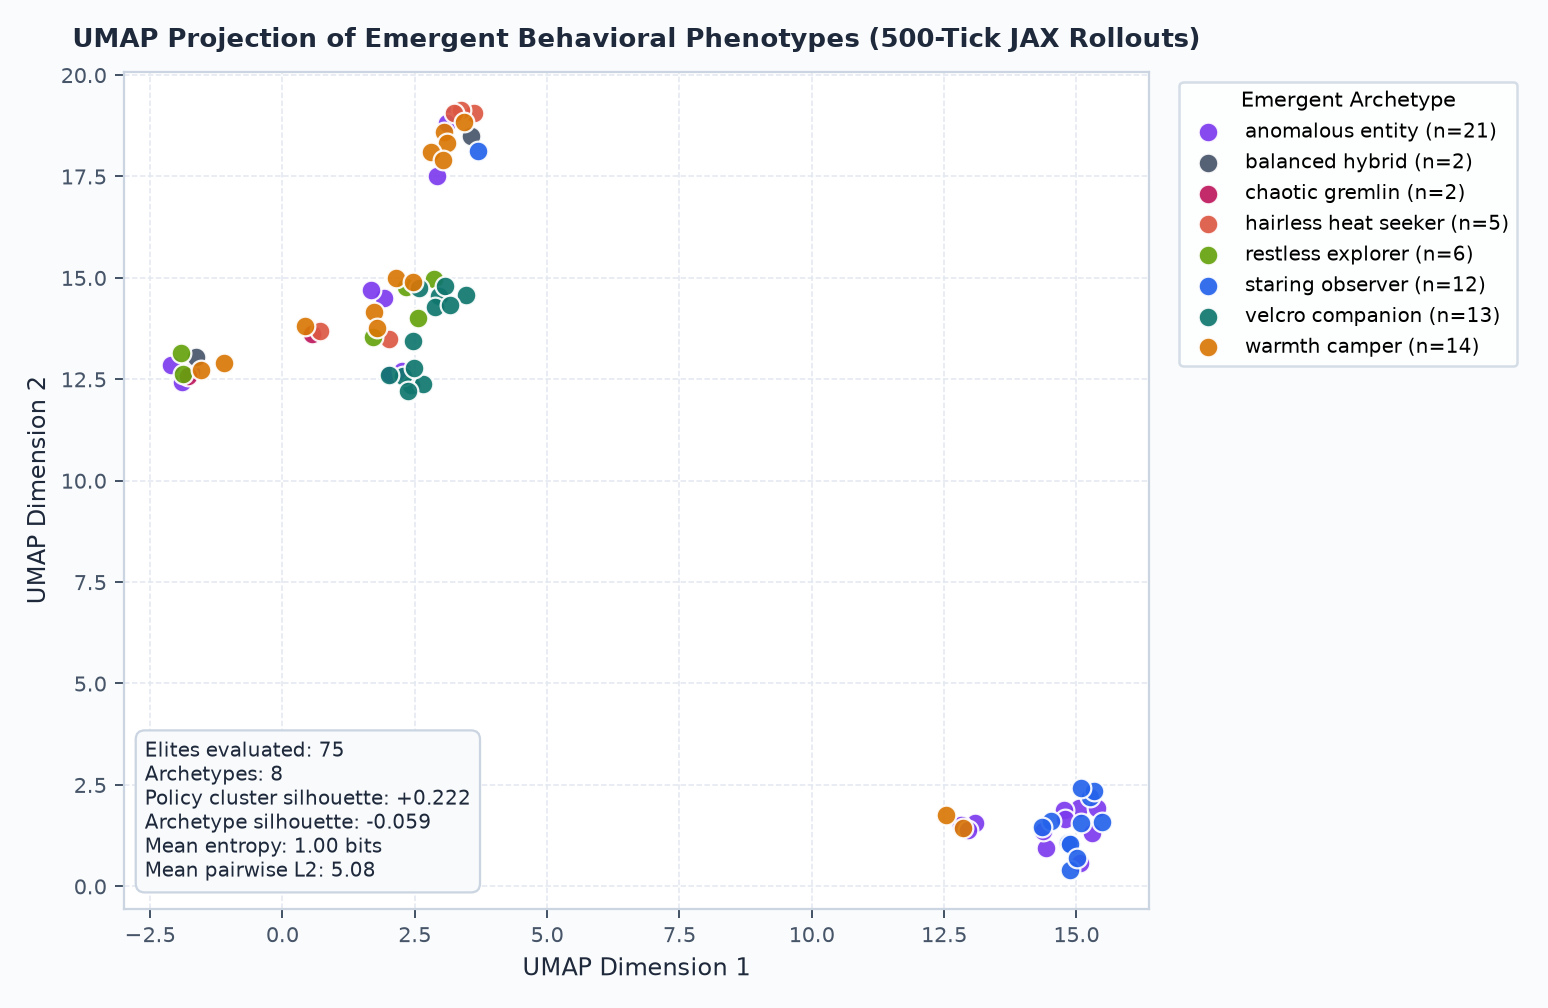 UMAP Projection of Emergent Behavioral Phenotypes (500-Tick JAX Rollouts)
UMAP Dimension 2
20.0
17.5
15.0
12.5
10.0
7.5
5.0
2.5
0.0
Elites evaluated: 75
Archetypes: 8
Policy cluster silhouette: +0.222
Archetype silhouette: -0.059
Mean entropy: 1.00 bits
Mean pairwise L2: 5.08
−2.5 0.0 2.5 5.0 7.5 10.0 12.5 15.0
UMAP Dimension 1
Emergent Archetype
anomalous entity (n=21)
balanced hybrid (n=2)
chaotic gremlin (n=2)
hairless heat seeker (n=5)
restless explorer (n=6)
staring observer (n=12)
velcro companion (n=13)
warmth camper (n=14)